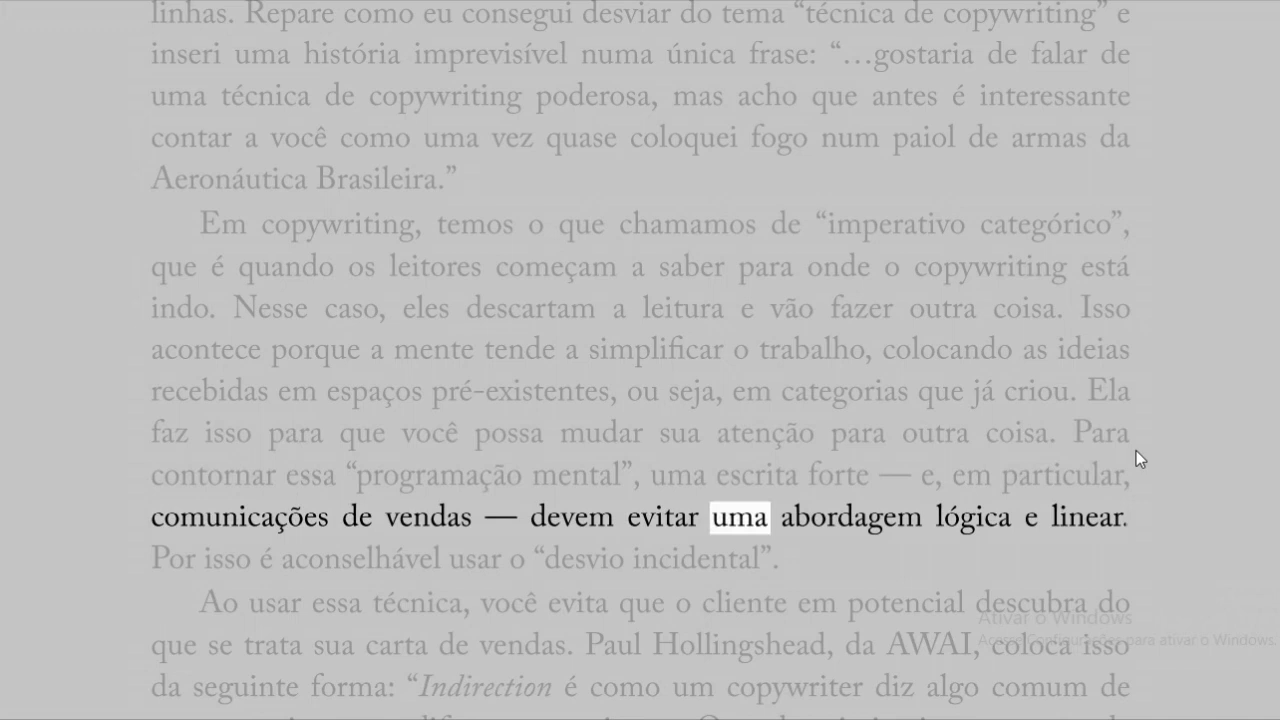 linhas. Repare como eu consegui desviar do tema “técnica de copywriting” e
inseri uma história imprevisível numa única frase: “…gostaria de falar de
uma técnica de copywriting poderosa, mas acho que antes é interessante
contar a você como uma vez quase coloquei fogo num paiol de armas da
Aeronáutica Brasileira.”
Em copywriting, temos o que chamamos de “imperativo categórico”,
que é quando os leitores começam a saber para onde o copywriting está
indo. Nesse caso, eles descartam a leitura e vão fazer outra coisa. Isso
acontece porque a mente tende a simplificar o trabalho, colocando as ideias
recebidas em espaços pré-existentes, ou seja, em categorias que já criou. Ela
faz isso para que você possa mudar sua atenção para outra coisa. Para
contornar essa “programação mental”, uma escrita forte — e, em particular,
comunicações de vendas — devem evitar uma abordagem lógica e linear.
Por isso é aconselhável usar o “desvio incidental”.
Ao usar essa técnica, você evita que o cliente em potencial descubra do
Ativar o Windows
que se trata sua carta de vendas. Paul Hollingshead, da AWAI, coloca isso
Acesse Configurações para ativar o Windows.
da seguinte forma: “Indirection é como um copywriter diz algo comum de